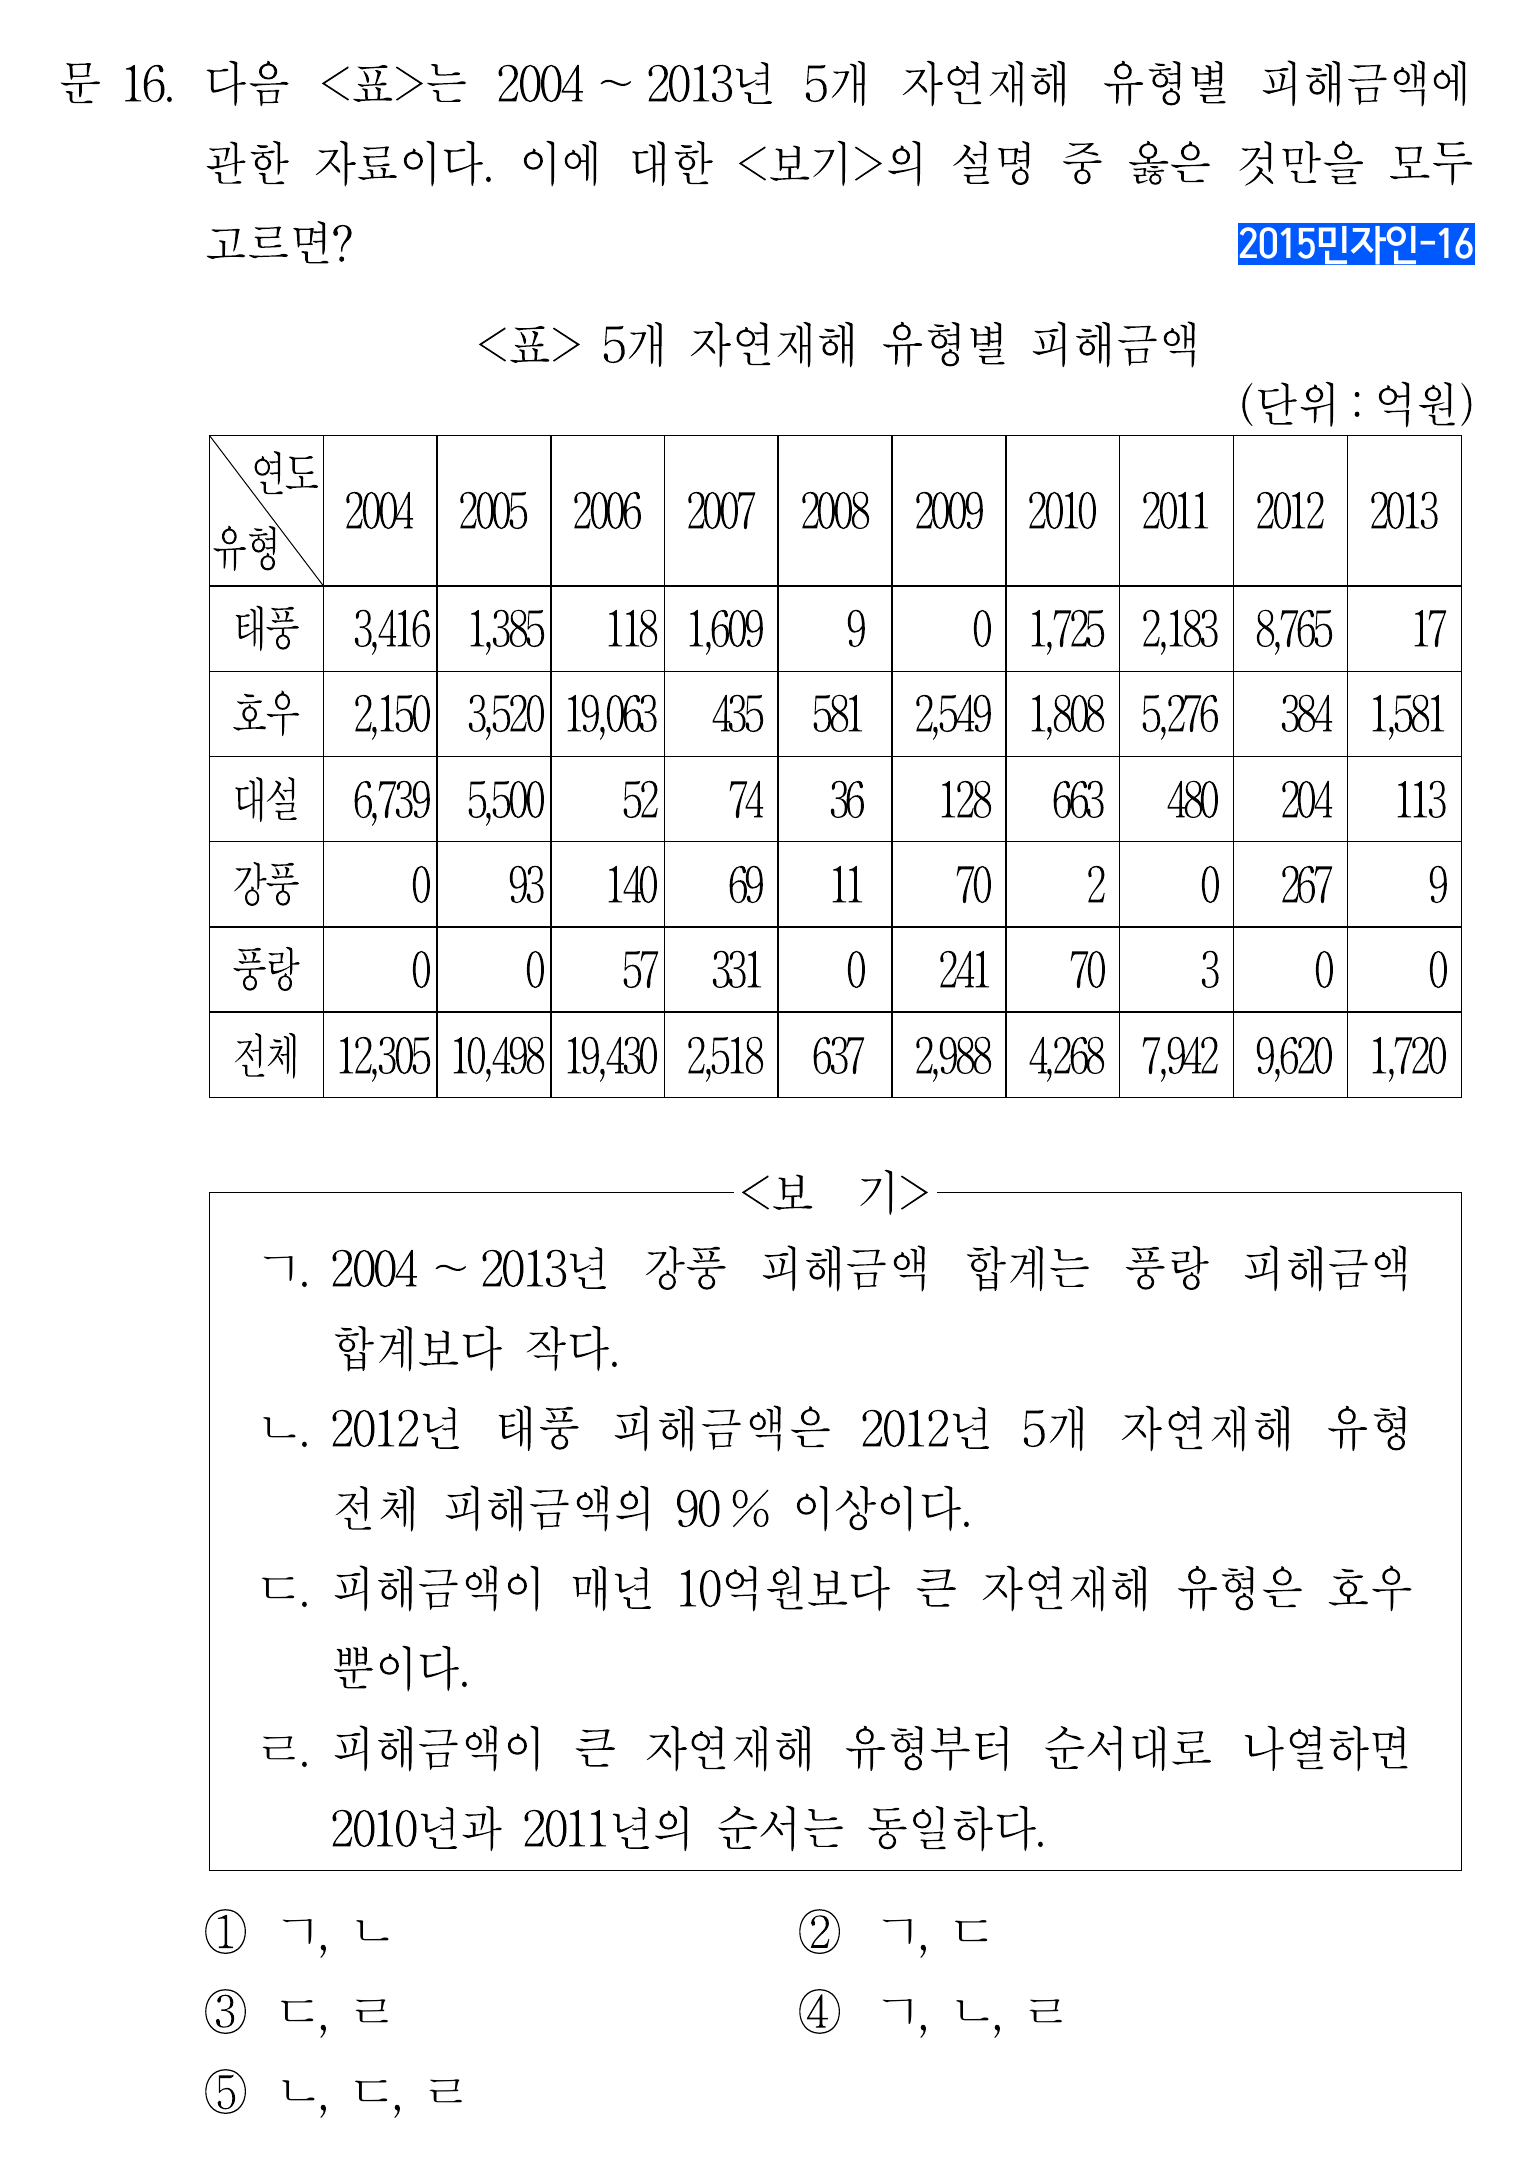 문 16. 다음 <표>는 2004 ~ 2013년 5개 자연재해 유형별 피해금액에
관한 자료이다. 이에 대한 <보기>의 설명 중 옳은 것만을 모두
고르면?
2015민자인-16
<표> 5개 자연재해 유형별 피해금액
(단위 : 억원)
연도 유형 2004 2005 2006 2007 2008 2009 2010 2011 2012 2013
태풍 3,416 1,385 118 1,609 9 0 1,725 2,183 8,765 17
호우 2,150 3,520 19,063 435 581 2,549 1,808 5,276 384 1,581
대설 6,739 5,500 52 74 36 128 663 480 204 113
강풍 0 93 140 69 11 70 2 0 267 9
풍랑 0 0 57 331 0 241 70 3 0 0
전체 12,305 10,498 19,430 2,518 637 2,988 4,268 7,942 9,620 1,720
<보 기>
ㄱ. 2004 ~ 2013년 강풍 피해금액 합계는 풍랑 피해금액
합계보다 작다.
ㄴ. 2012년 태풍 피해금액은 2012년 5개 자연재해 유형
전체 피해금액의 90 % 이상이다.
ㄷ. 피해금액이 매년 10억원보다 큰 자연재해 유형은 호우
뿐이다.
ㄹ. 피해금액이 큰 자연재해 유형부터 순서대로 나열하면
2010년과 2011년의 순서는 동일하다.
① ㄱ, ㄴ ② ㄱ, ㄷ
③ ㄷ, ㄹ ④ ㄱ, ㄴ, ㄹ
⑤ ㄴ, ㄷ, ㄹ